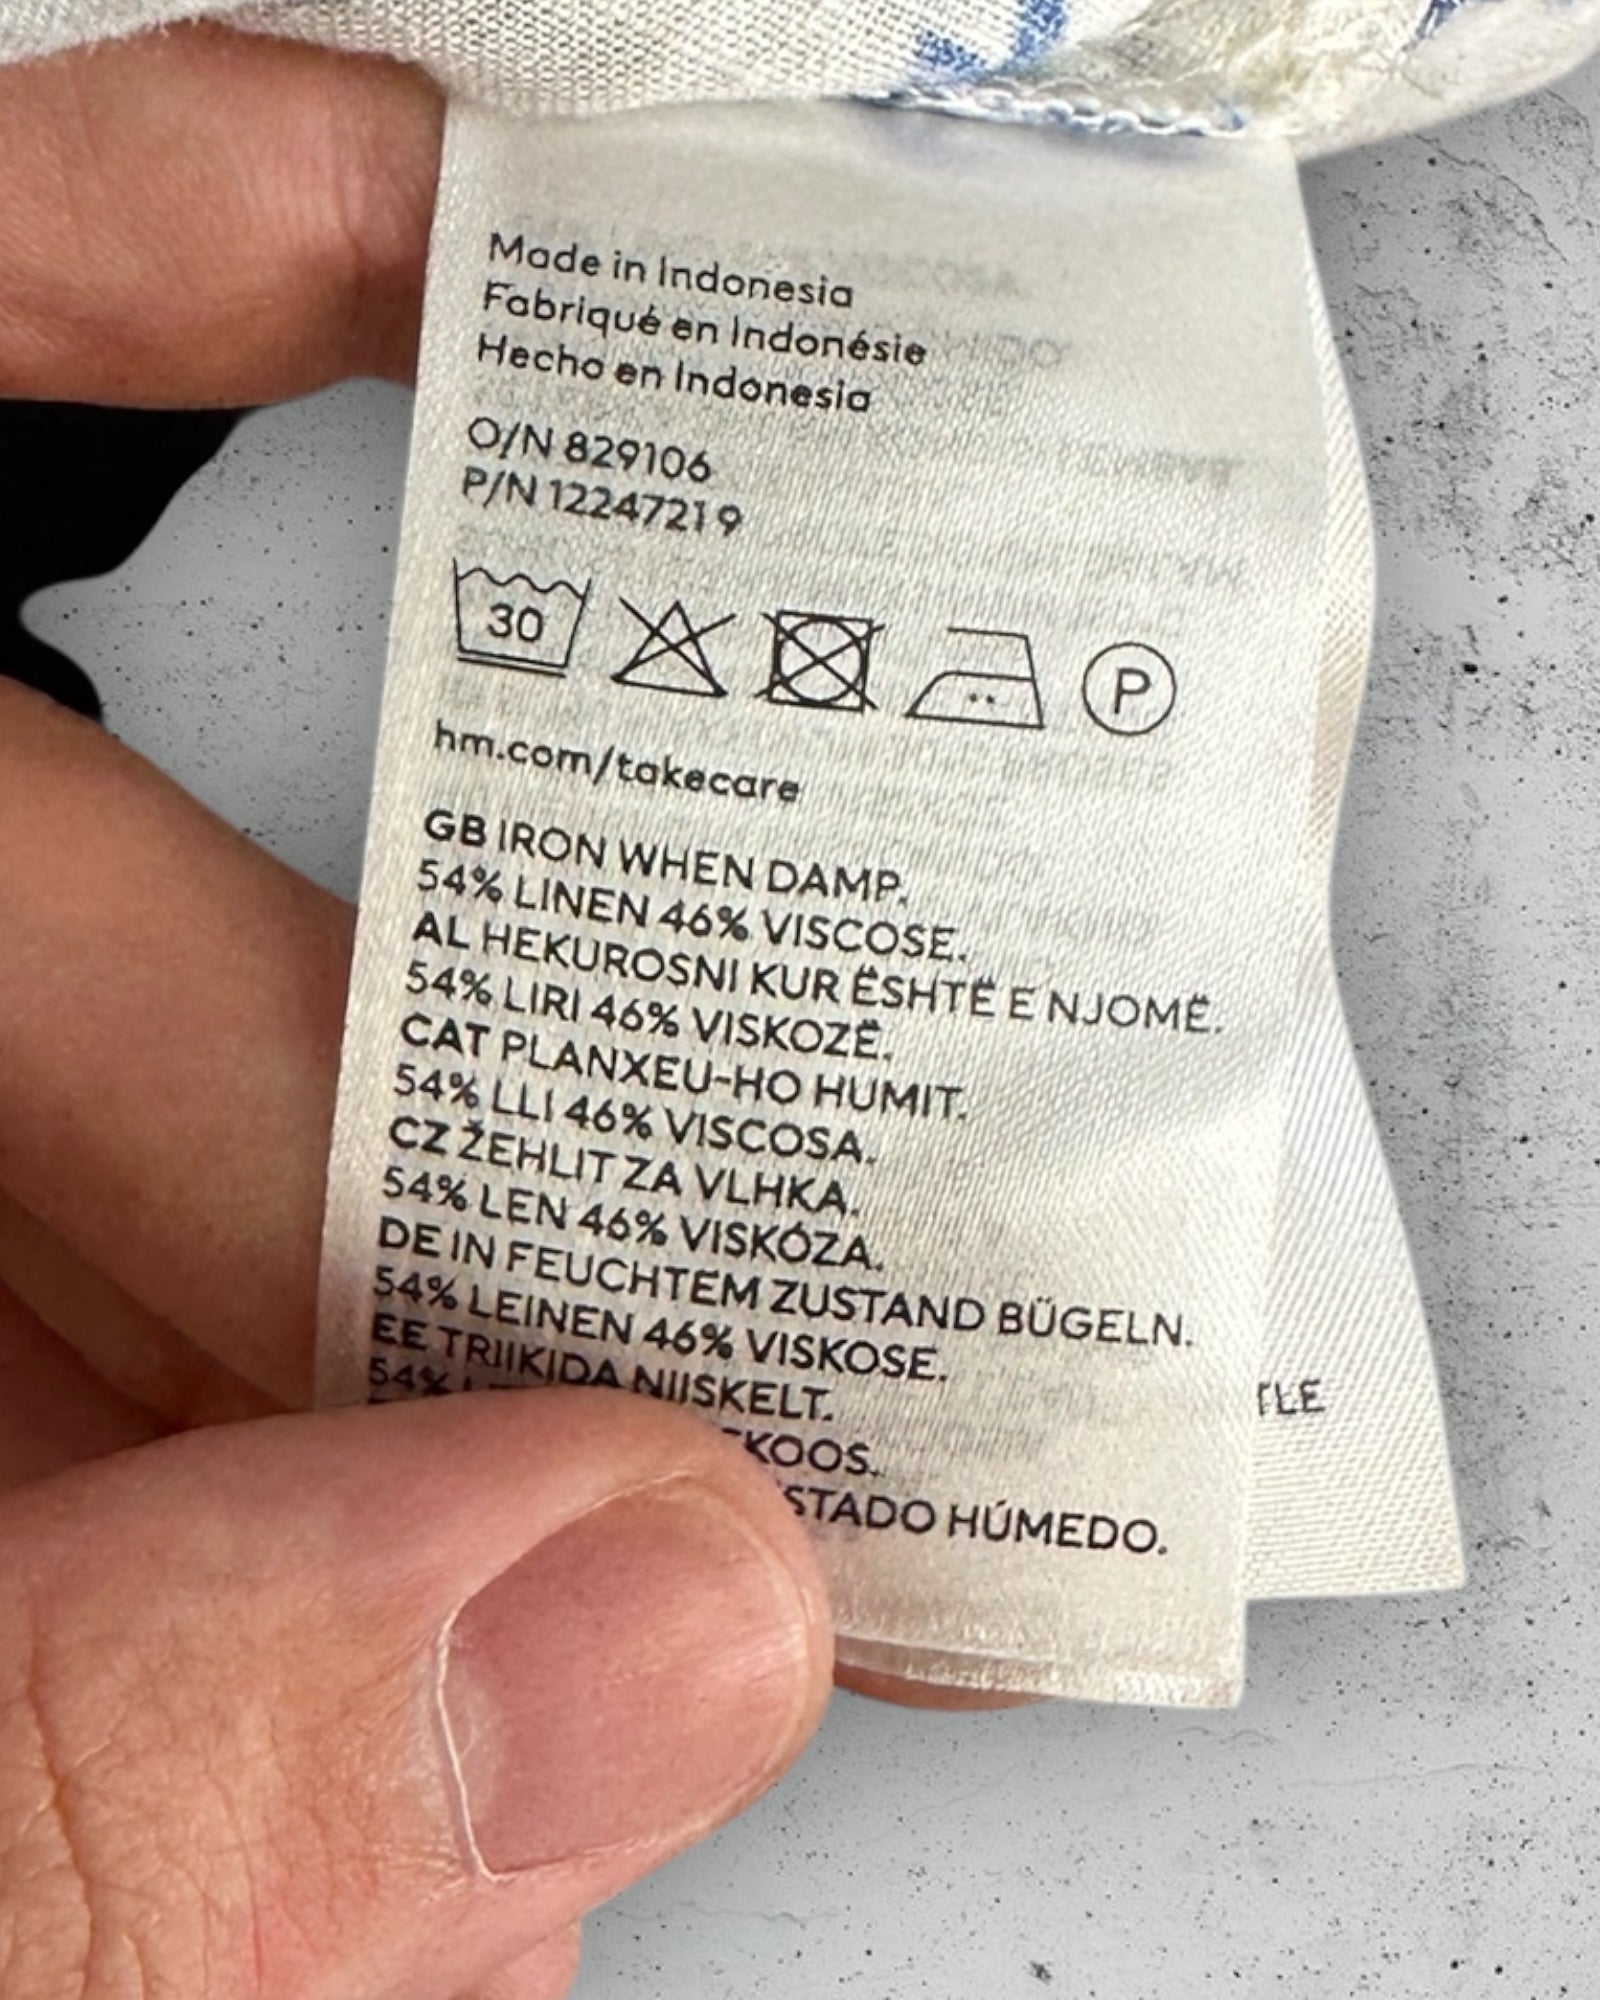 Made in Indonesia
Fabriqué en Indonésie
Hecho en Indonesia
O/N 829106
P/N 12247219
30
P
hm.com/takecare
GB IRON WHEN DAMP.
54% LINEN 46% VISCOSE.
AL HEKUROSNI KUR ËSHTË E NJOMË.
54% LIRI 46% VISKOZË.
CAT PLANXEU-HO HUMIT.
54% LLI 46% VISCOSA.
CZ ŽEHLIT ZA VLHKA.
54% LEN 46% VISKÓZA.
DE IN FEUCHTEM ZUSTAND BÜGELN.
54% LEINEN 46% VISKOSE.
EE TRIIKIDA NIISKELT.
54%
HÚMEDO.